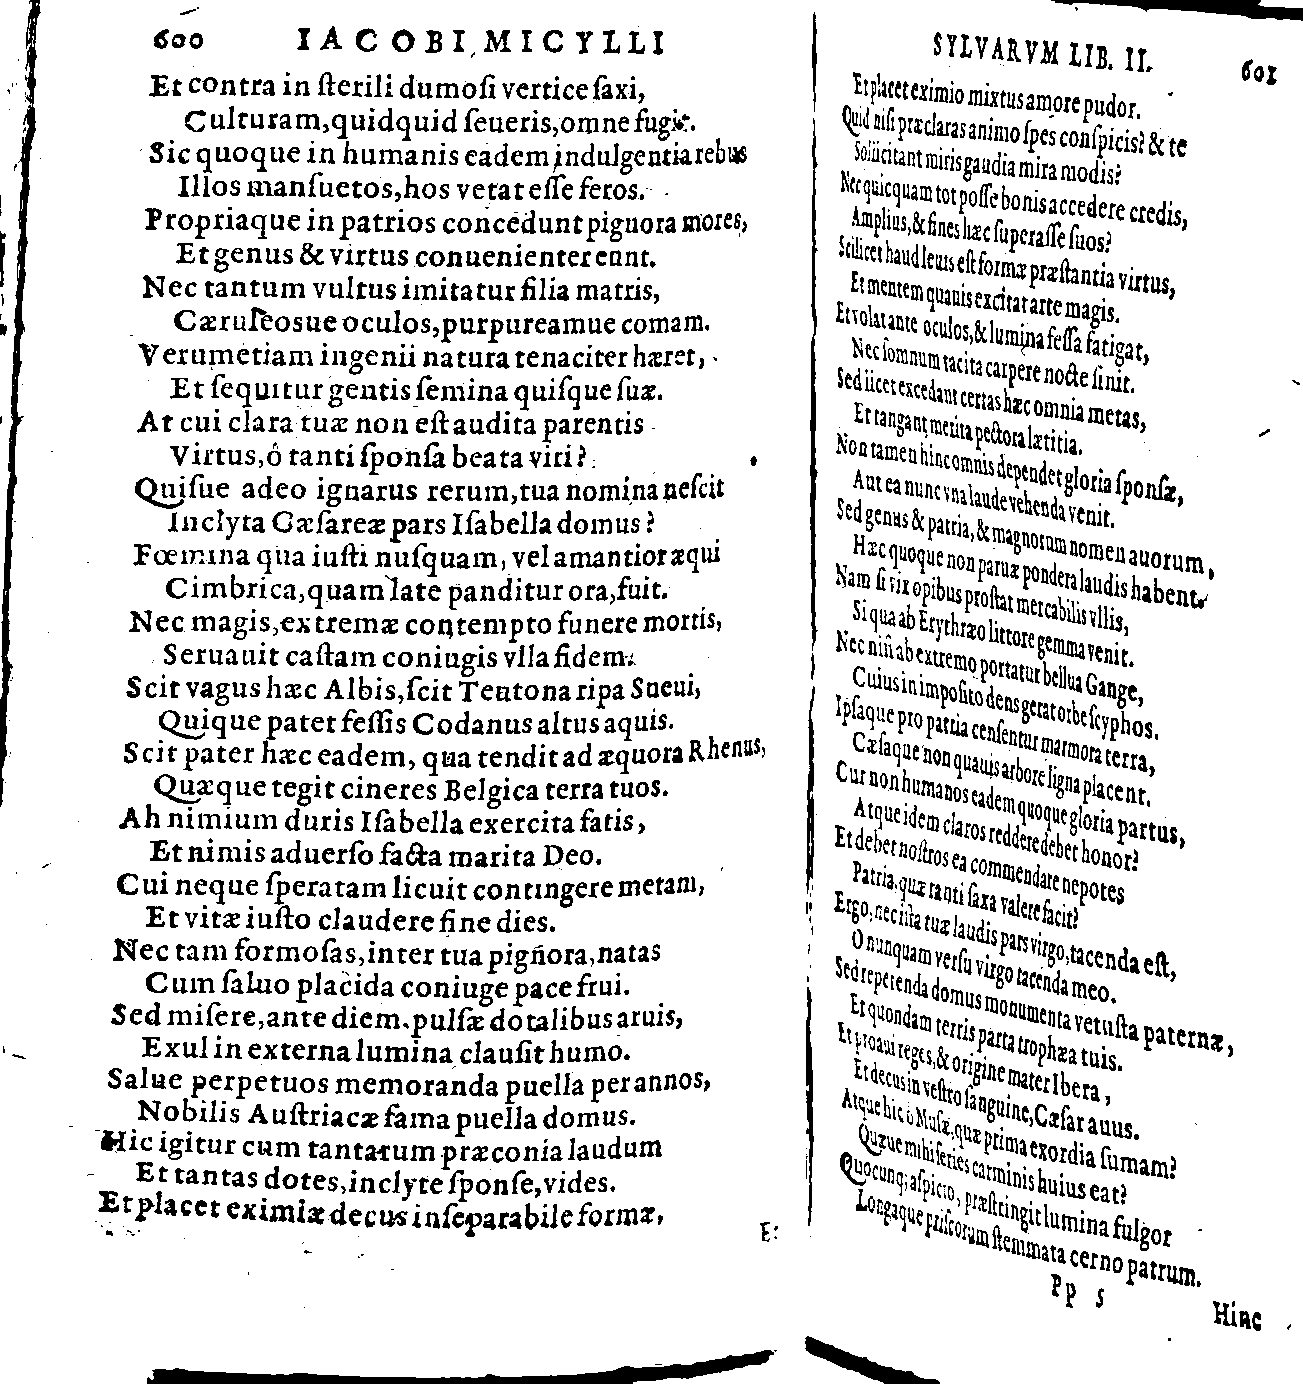 600 IACOBI MICYLLI
Et contra in ſterili dumoſi vertice ſaxi,
Culturam, quidquid ſeueris, omne fugit.
Sic quoque in humanis eadem indulgentia rebus
Illos manſuetos, hos vetat eſſe feros.
Propriaque in patrios concedunt pignora mores,
Et genus & virtus conuenienter eunt.
Nec tantum vultus imitatur filia matris,
Cæruleosue oculos, purpureamue comam.
Verumetiam ingenii natura tenaciter hæret,
Et ſequitur gentis ſemina quiſque ſuæ.
At cui clara tuæ non eſt audita parentis
Virtus, ó tanti ſponſa beata viri?
Quiſue adeo ignarus rerum, tua nomina neſcit
Inclyta Cæſareæ pars Iſabella domus?
Fœmina qua iuſti nuſquam, vel amantior æqui
Cimbrica, quam late panditur ora, fuit.
Nec magis, extremæ contempto funere mortis,
Seruauit caſtam coniugis vlla fidem.
Scit vagus hæc Albis, ſcit Teutona ripa Sueui,
Quique patet feſſis Codanus altus aquis.
Scit pater hæc eadem, qua tendit ad æquora Rhenus,
Quæque tegit cineres Belgica terra tuos.
Ah nimium duris Iſabella exercita fatis,
Et nimis aduerſo facta marita Deo.
Cui neque ſperatam licuit contingere metam,
Et vitæ iuſto claudere fine dies.
Nec tam formoſas, inter tua pignora, natas
Cum ſaluo placida coniuge pace frui.
Sed miſere, ante diem, pulſæ dotalibus aruis,
Exul in externa lumina clauſit humo.
Salue perpetuos memoranda puella per annos,
Nobilis Auſtriacæ fama puella domus.
Hic igitur cum tantarum præconia laudum
Et tantas dotes, inclyte ſponſe, vides.
Et placet eximiæ decus inſeparabile formæ,
E:
SYLVARVM LIB. II. 601
Et placet eximio mixtus amore pudor.
Quid niſi præclaras animo ſpes conſpicis? & te
Sollicitant miris gaudia mira modis?
Nec quicquam tot poſſe bonis accedere credis,
Amplius, & fines hæc ſuperaſſe ſuos?
Scilicet haud leuis eſt formæ præſtantia virtus,
Et mentem quauis excitat arte magis.
Et volat ante oculos, & lumina feſſa fatigat,
Nec ſomnum tacita carpere nocte ſinit.
Sed licet excedant certas hæc omnia metas,
Et tangant merita pectora lætitia.
Non tamen hinc omnis dependet gloria ſponſæ,
Aut ea nunc vna laude vehenda venit.
Sed genus & patria, & magnorum nomen auorum,
Hæc quoque non paruæ pondera laudis habent.
Nam ſi vix opibus proſtat mercabilis vllis,
Si qua ab Erythræo littore gemma venit.
Nec niſi ab extremo portatur bellua Gange,
Cuius in impoſito dens gerat orbe ſcyphos.
Ipſaque pro patria cenſentur marmora terra,
Cæſaque non quauis arbore ligna placent.
Cur non humanos eadem quoque gloria partus,
Atque idem claros reddere debet honor?
Et debet noſtros ea commendare nepotes
Patria, quæ tanti ſaxa valere facit?
Ergo, nec iſta tuæ laudis pars virgo, tacenda eſt,
O nunquam verſu virgo tacenda meo.
Sed repetenda domus monumenta vetuſta paternæ,
Et quondam terris parta trophæa tuis.
Et proaui reges, & origine mater Ibera,
Et decus in veſtro ſanguine, Cæſar auus.
Atque hic ò Muſæ, quæ prima exordia ſumam?
Quæue mihi ſeries carminis huius eat?
Quocunq; aſpicio, præſtringit lumina fulgor
Longaque priſcorum ſtemmata cerno patrum.
Pp 5 Hinc